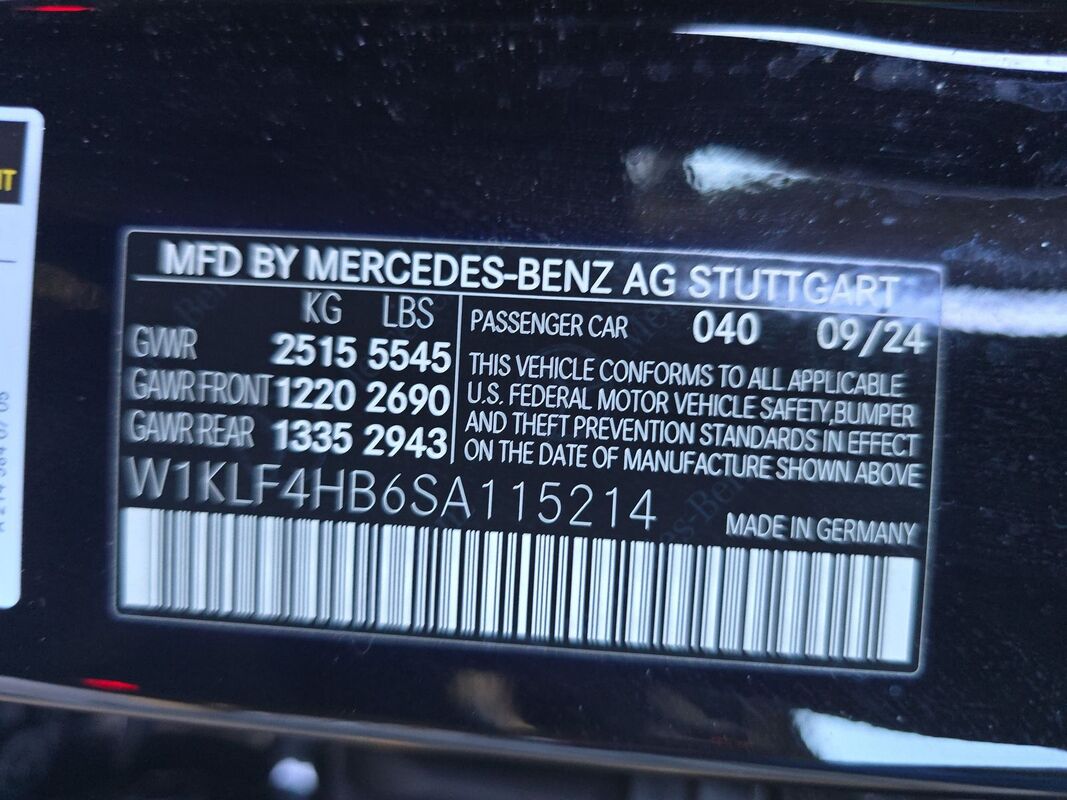 MFD BY MERCEDES-BENZ AG STUTTGART
KG LBS
GVWR 2515 5545
GAWR FRONT 1220 2690
GAWR REAR 1335 2943
PASSENGER CAR 040 09/24
THIS VEHICLE CONFORMS TO ALL APPLICABLE
U.S. FEDERAL MOTOR VEHICLE SAFETY,BUMPER
AND THEFT PREVENTION STANDARDS IN EFFECT
ON THE DATE OF MANUFACTURE SHOWN ABOVE
W1KLF4HB6SA115214
MADE IN GERMANY